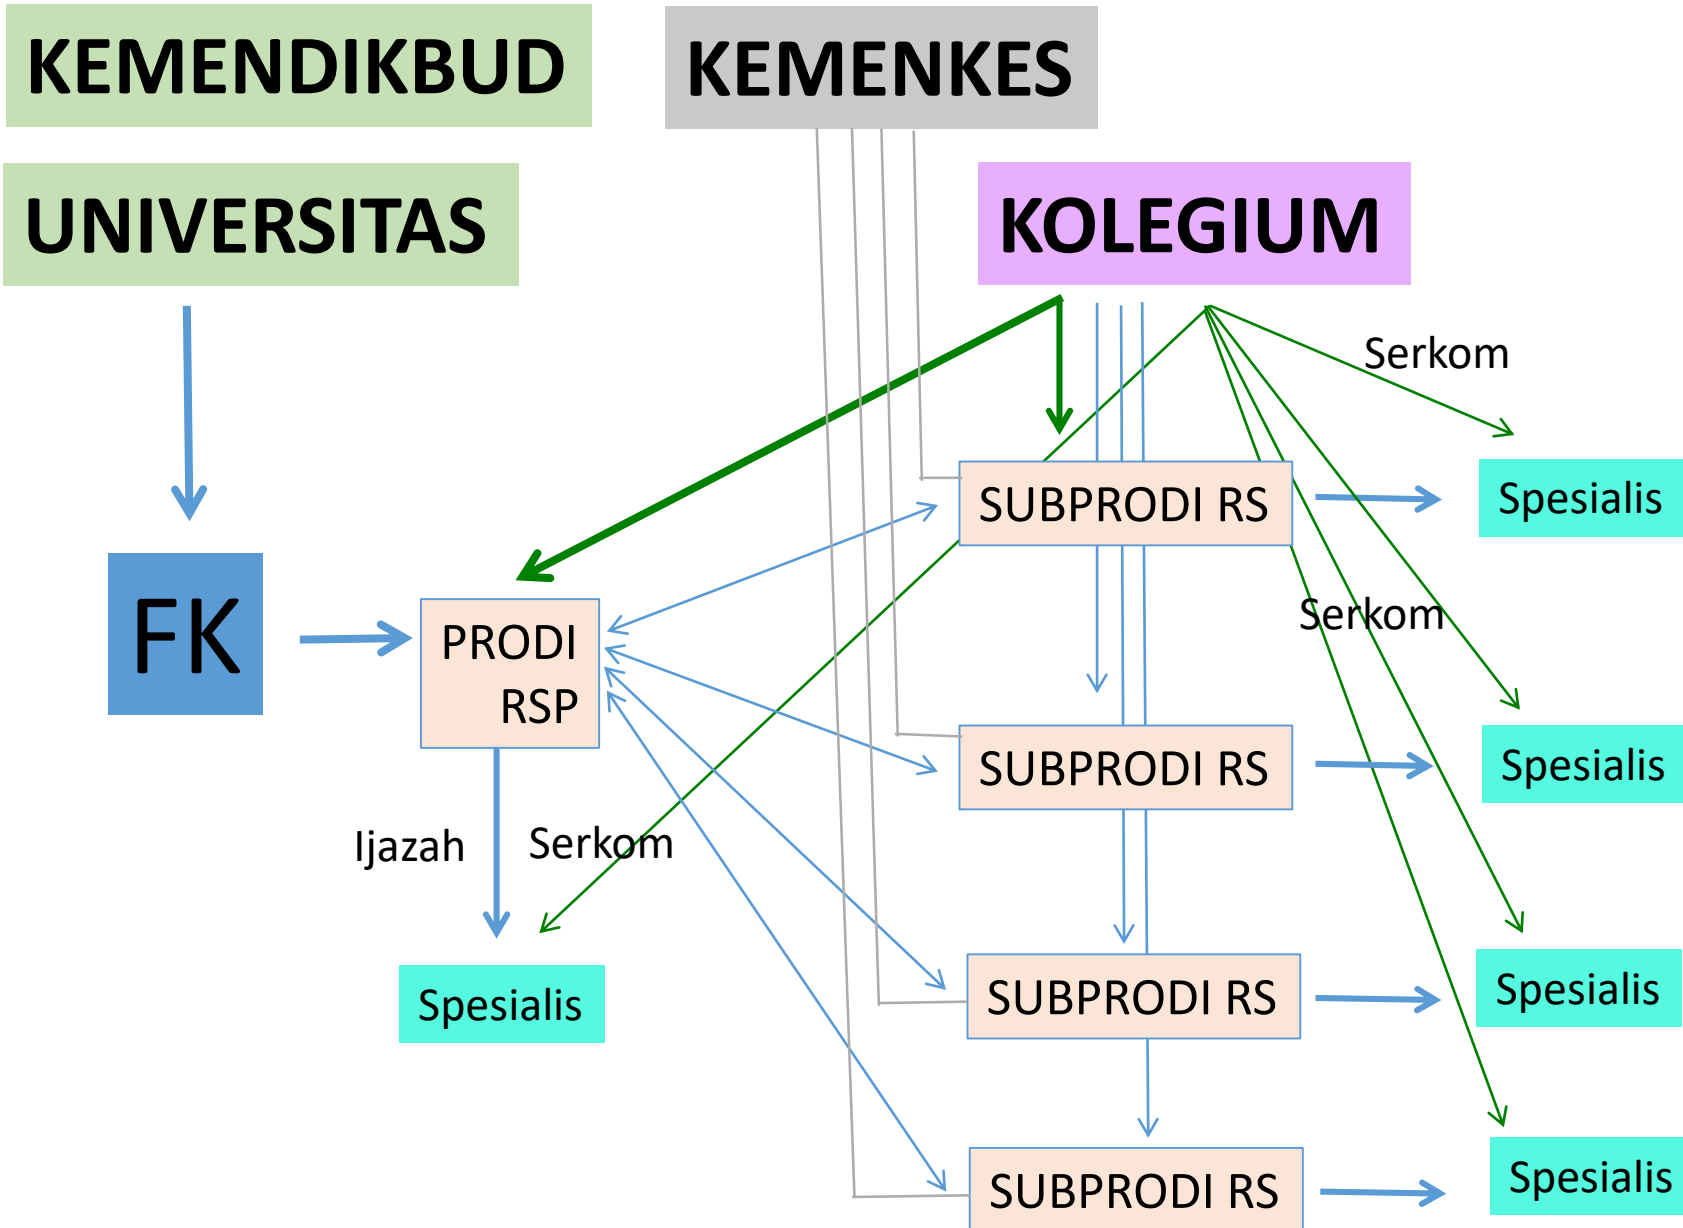 KEMENDIKBUD
KEMENKES
UNIVERSITAS
KOLEGIUM
Serkom
SUBPRODI RS
Spesialis
FK
PRODI
RSP
Serkom
SUBPRODI RS
Spesialis
Ijazah
Serkom
Spesialis
SUBPRODI RS
Spesialis
SUBPRODI RS
Spesialis